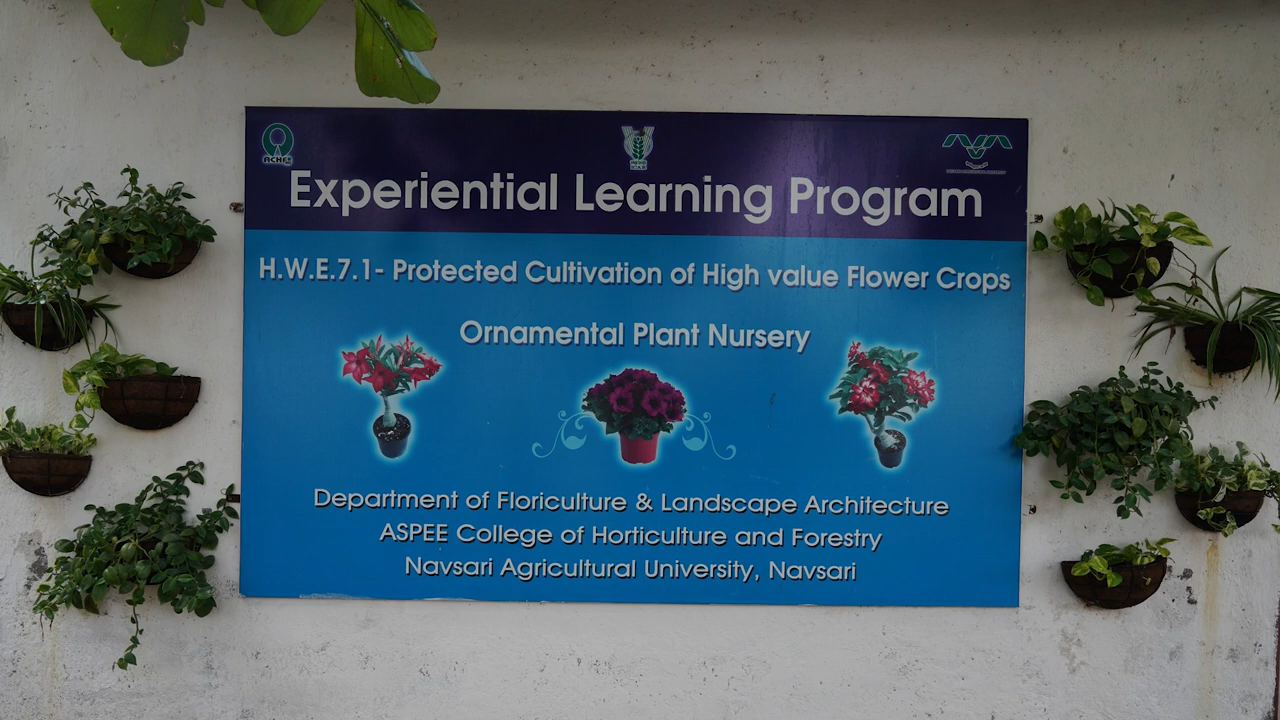 ACHF
Experiential Learning Program
H.W.E.7.1- Protected Cultivation of High value Flower Crops
Ornamental Plant Nursery
Department of Floriculture & Landscape Architecture
ASPEE College of Horticulture and Forestry
Navsari Agricultural University, Navsari